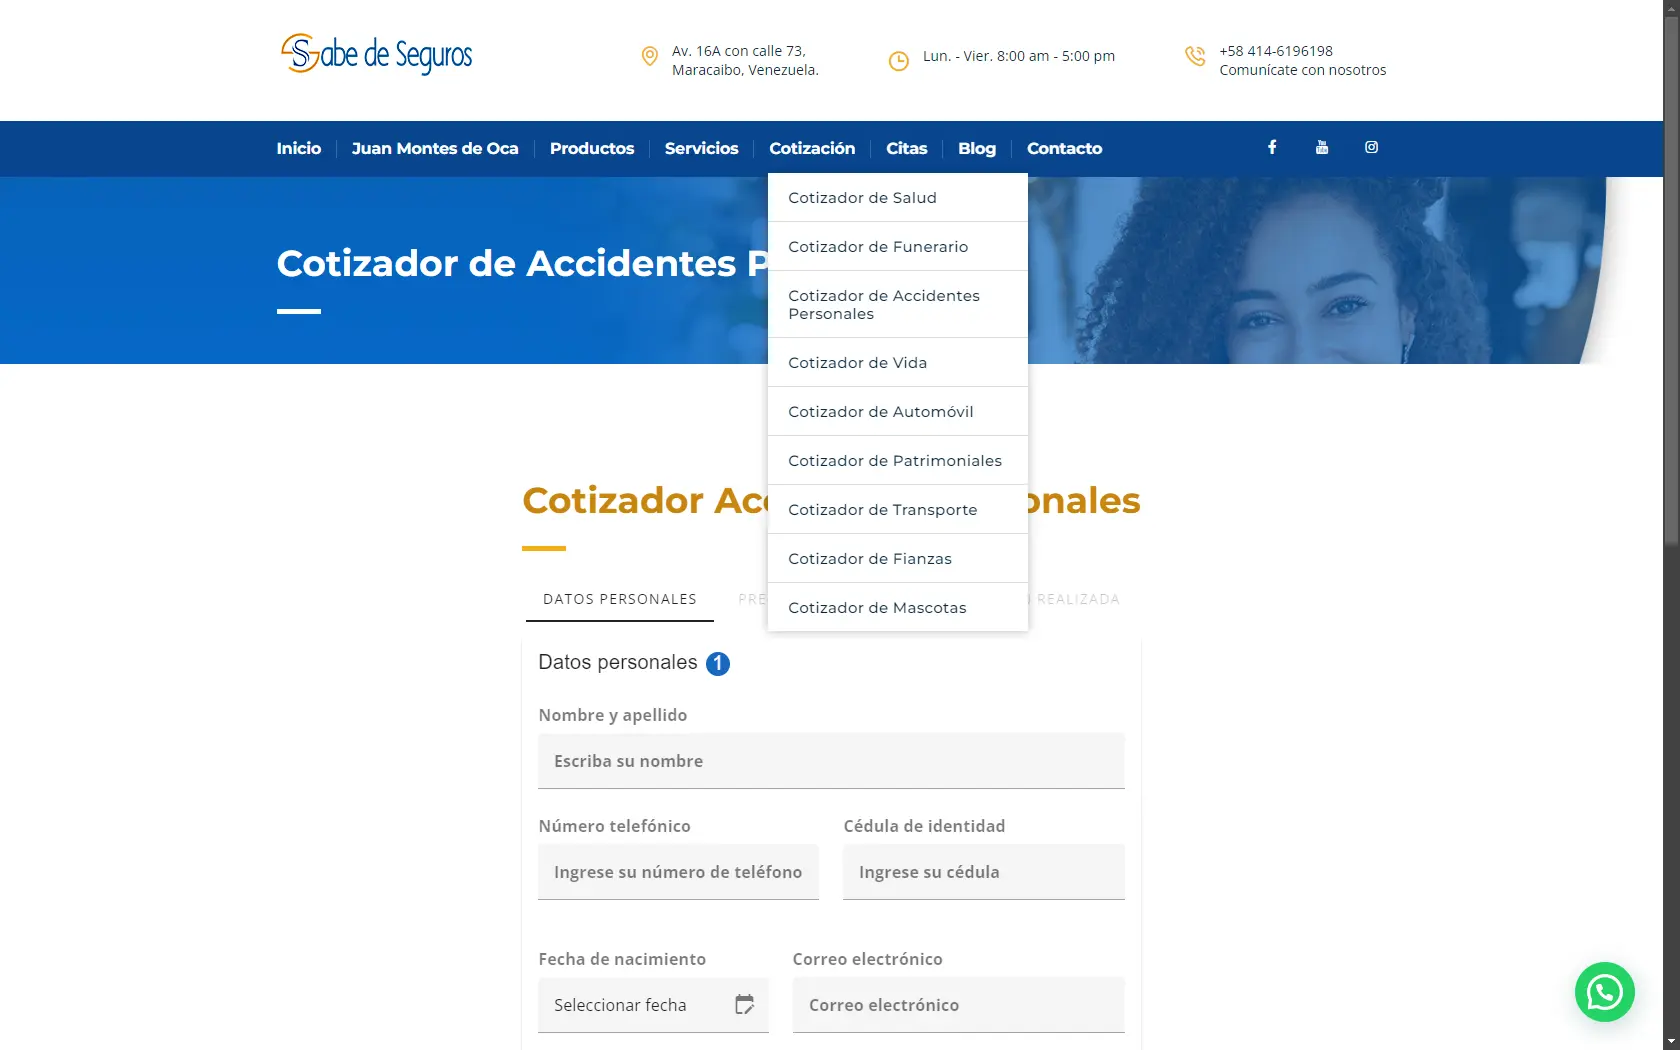 Sabe de Seguros
Av. 16A con calle 73,
Maracaibo, Venezuela.
Lun. - Vier. 8:00 am - 5:00 pm
+58 414-6196198
Comunícate con nosotros
Inicio
Juan Montes de Oca
Productos
Servicios
Cotización
Citas
Blog
Contacto
Cotizador de Salud
Cotizador de Funerario
Cotizador de Accidentes
Personales
Cotizador de Vida
Cotizador de Automóvil
Cotizador de Patrimoniales
Cotizador de Transporte
Cotizador de Fianzas
Cotizador de Mascotas
Cotizador de Accidentes P
Cotizador Acc onales
DATOS PERSONALES
PRE
REALIZADA
Datos personales 1
Nombre y apellido
Escriba su nombre
Número telefónico
Cédula de identidad
Ingrese su número de teléfono
Ingrese su cédula
Fecha de nacimiento
Correo electrónico
Seleccionar fecha
Correo electrónico